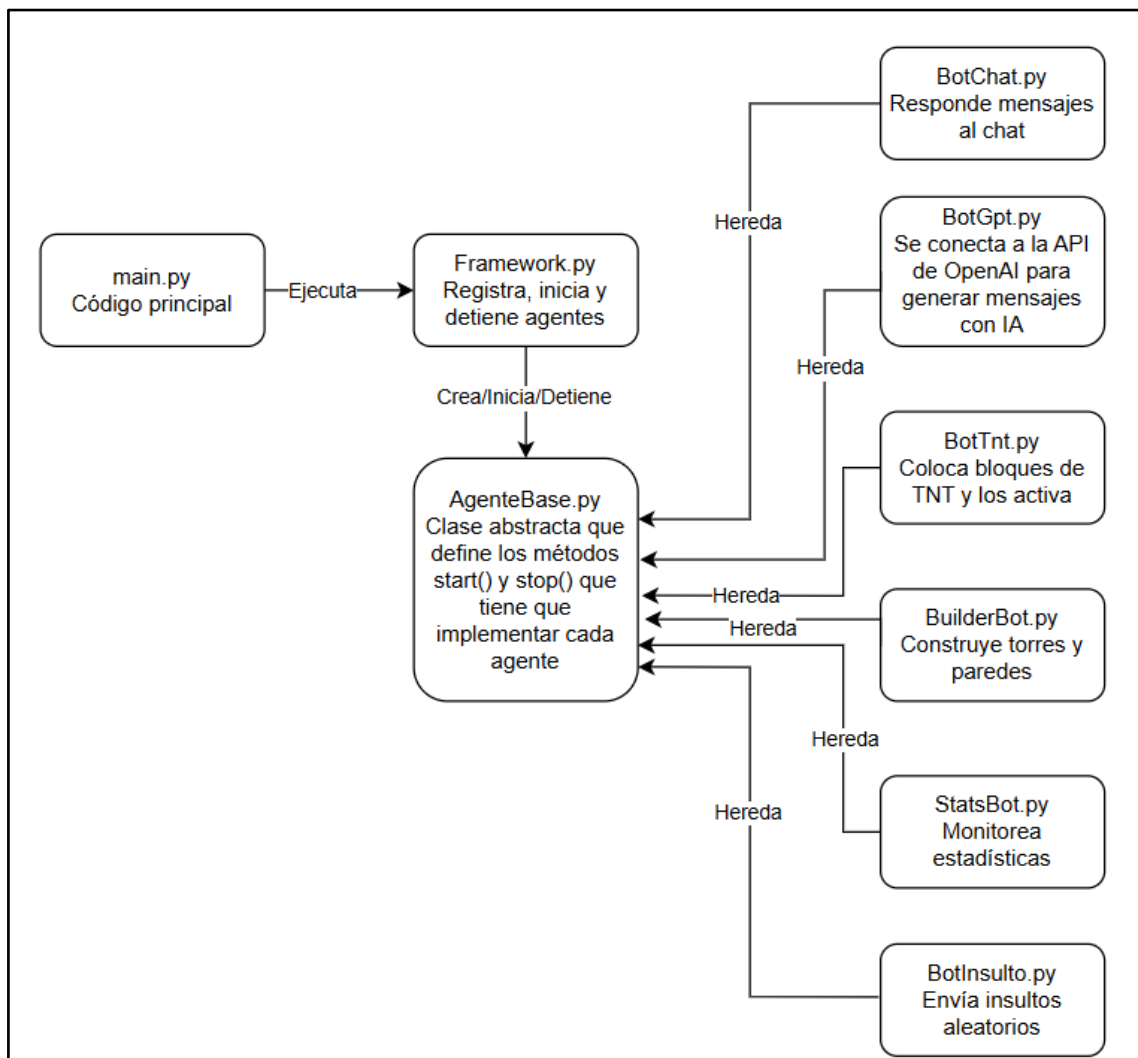 main.py
Código principal
Ejecuta
Framework.py
Registra, inicia y
detiene agentes
Crea/Inicia/Detiene
AgenteBase.py
Clase abstracta que
define los métodos
start() y stop() que
tiene que
implementar cada
agente
Hereda
BotChat.py
Responde mensajes
al chat
Hereda
BotGpt.py
Se conecta a la API
de OpenAI para
generar mensajes
con IA
Hereda
BotTnt.py
Coloca bloques de
TNT y los activa
Hereda
BuilderBot.py
Construye torres y
paredes
Hereda
StatsBot.py
Monitorea
estadísticas
Hereda
BotInsulto.py
Envía insultos
aleatorios